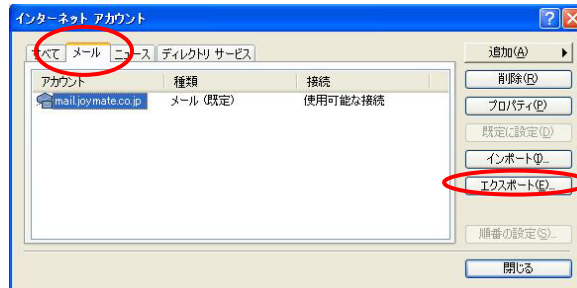 インターネット アカウント
すべて メール ニュース ディレクトリ サービス
アカウント 種類 接続
mail.joymate.co.jp メール (既定) 使用可能な接続
追加(A)
削除(R)
プロパティ(P)
既定に設定(D)
インポート(I)...
エクスポート(E)...
順番の設定(S)...
閉じる